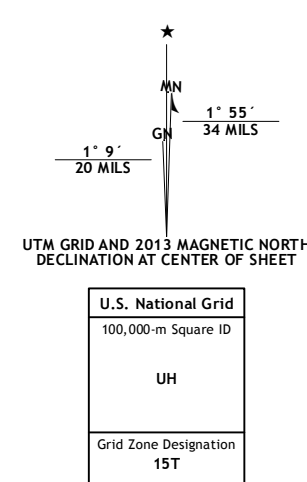 ★
MN
1° 55´
34 MILS
GN
1° 9´
20 MILS
UTM GRID AND 2013 MAGNETIC NORTH
DECLINATION AT CENTER OF SHEET
U.S. National Grid
100,000-m Square ID
UH
Grid Zone Designation
15T